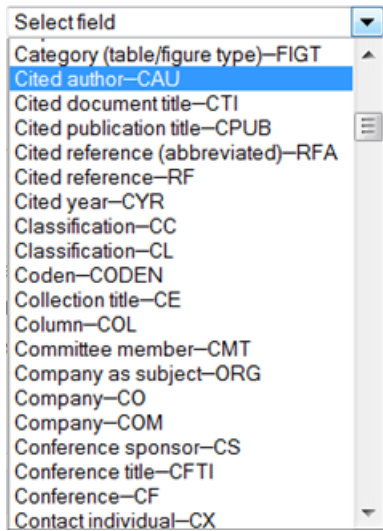 Select field
Category (table/figure type)—FIGT
Cited author—CAU
Cited document title—CTI
Cited publication title—CPUB
Cited reference (abbreviated)—RFA
Cited reference—RF
Cited year—CYR
Classification—CC
Classification—CL
Coden—CODEN
Collection title—CE
Column—COL
Committee member—CMT
Company as subject—ORG
Company—CO
Company—COM
Conference sponsor—CS
Conference title—CFTI
Conference—CF
Contact individual—CX